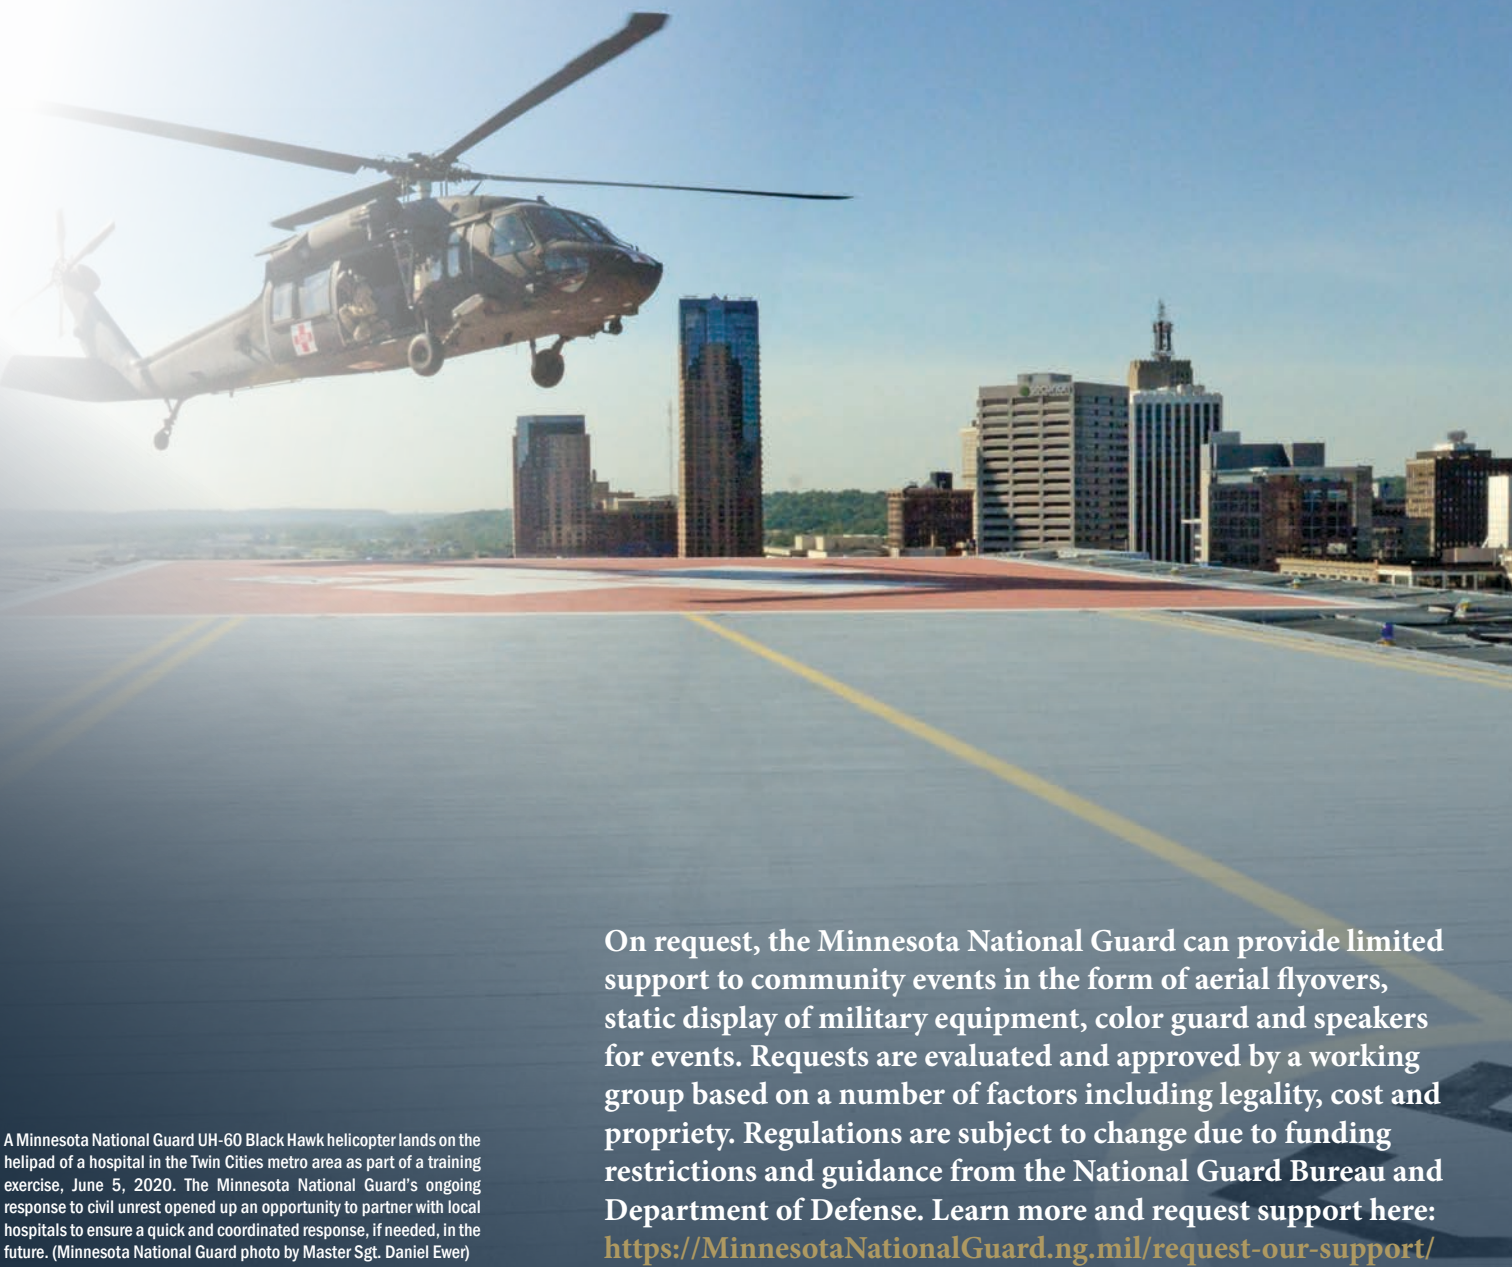 On request, the Minnesota National Guard can provide limited
support to community events in the form of aerial flyovers,
static display of military equipment, color guard and speakers
for events. Requests are evaluated and approved by a working
group based on a number of factors including legality, cost and
propriety. Regulations are subject to change due to funding
restrictions and guidance from the National Guard Bureau and
Department of Defense. Learn more and request support here:
https://MinnesotaNationalGuard.ng.mil/request-our-support/
A Minnesota National Guard UH-60 Black Hawk helicopter lands on the
helipad of a hospital in the Twin Cities metro area as part of a training
exercise, June 5, 2020. The Minnesota National Guard's ongoing
response to civil unrest opened up an opportunity to partner with local
hospitals to ensure a quick and coordinated response, if needed, in the
future. (Minnesota National Guard photo by Master Sgt. Daniel Ewer)